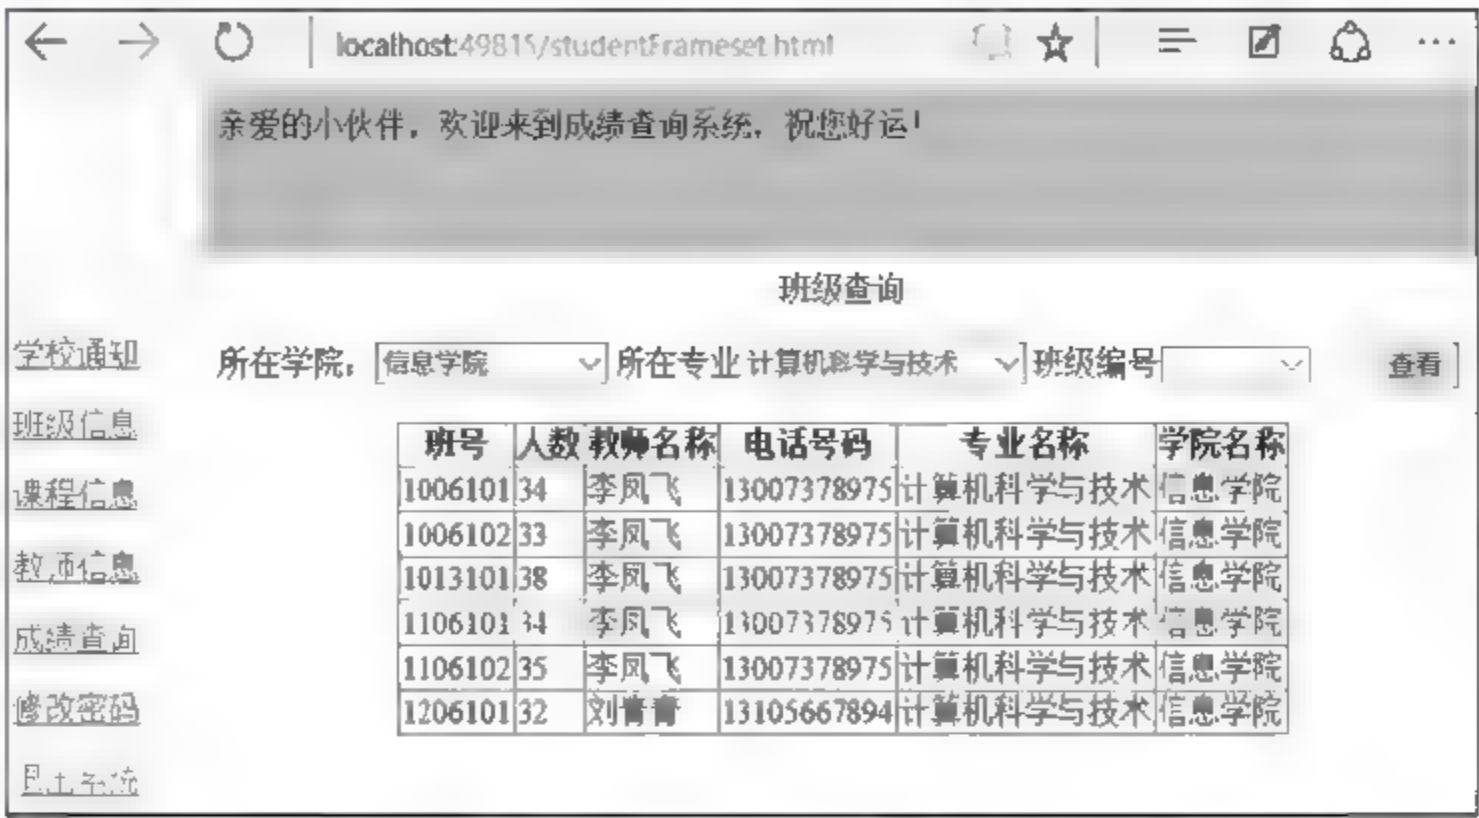 localhost:49815/studentFrameset.html
亲爱的小伙伴，欢迎来到成绩查询系统，祝您好运！
班级查询
学校通知
班级信息
课程信息
教师信息
成绩查询
修改密码
所在学院： 信息学院 所在专业 计算机科学与技术 班级编号 查看
班号 人数 教师名称 电话号码 专业名称 学院名称
1006101 34 李凤飞 13007378975 计算机科学与技术 信息学院
1006102 33 李凤飞 13007378975 计算机科学与技术 信息学院
1013101 38 李凤飞 13007378975 计算机科学与技术 信息学院
1106101 34 李凤飞 13007378975 计算机科学与技术 信息学院
1106102 35 李凤飞 13007378975 计算机科学与技术 信息学院
1206101 32 刘青青 13105667894 计算机科学与技术 信息学院